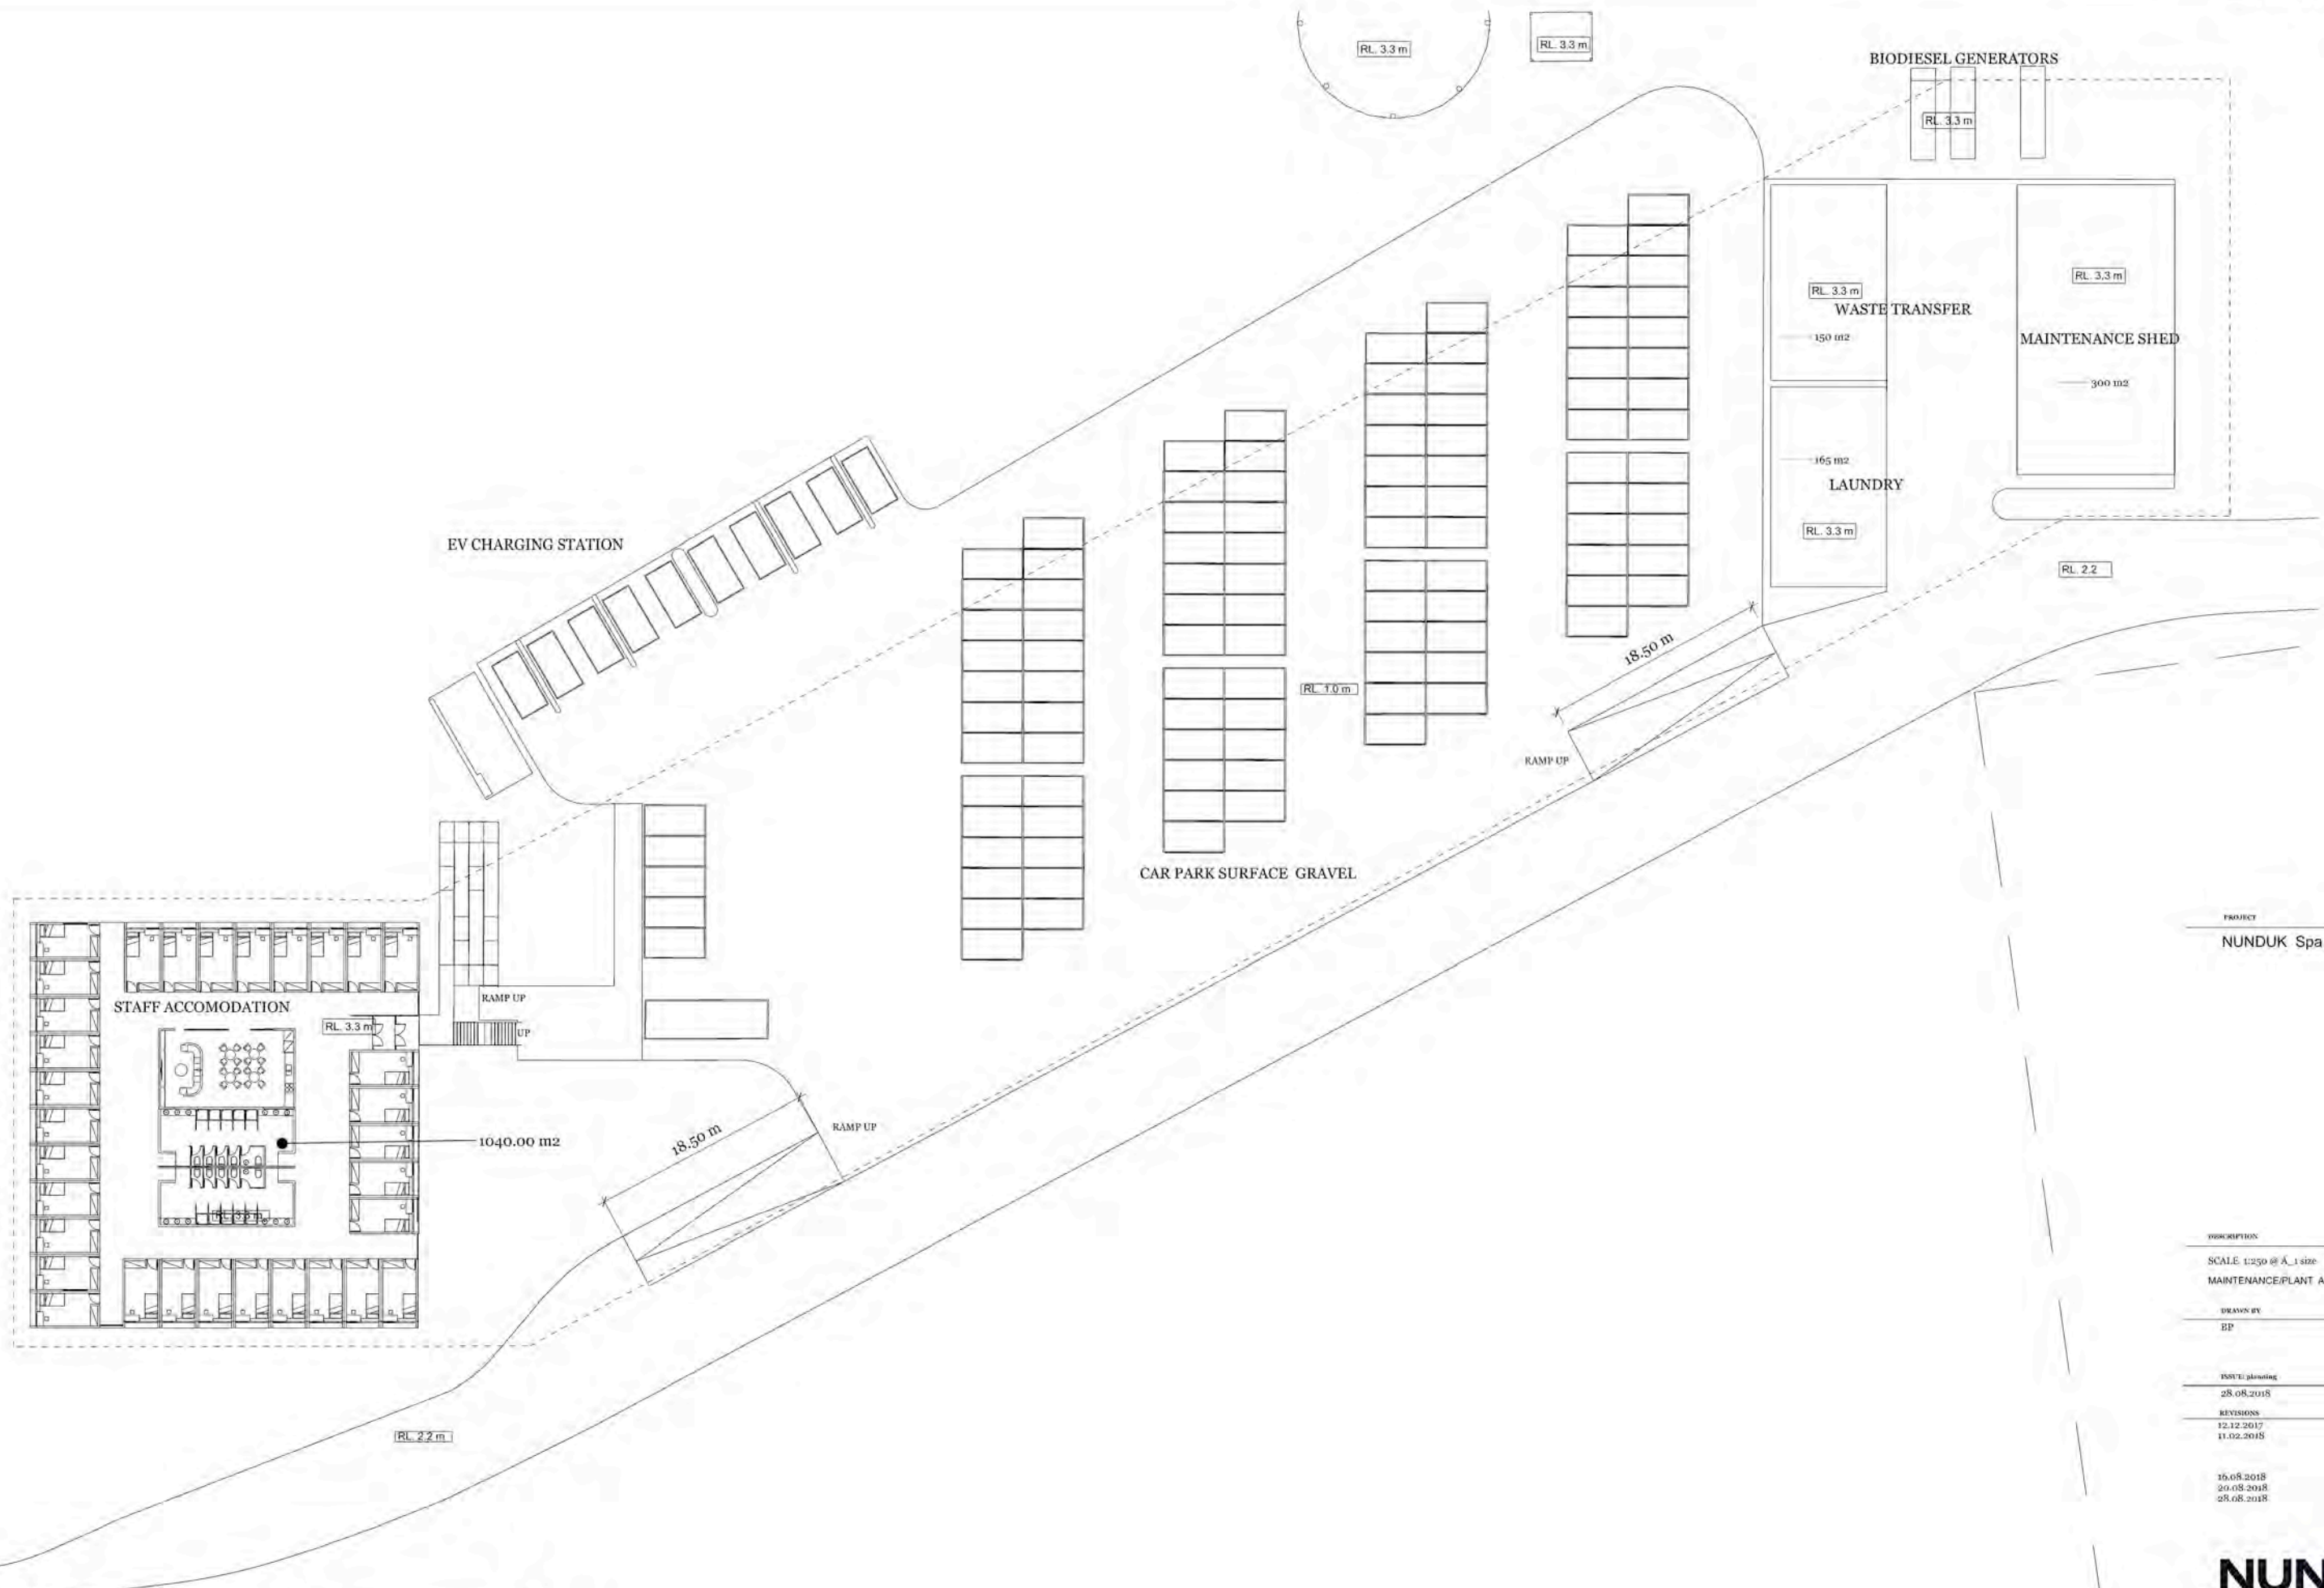 RL. 3.3 m
RL. 3.3 m
BIODIESEL GENERATORS
RL. 3.3 m
RL. 3.3 m
WASTE TRANSFER
150 m2
RL. 3.3 m
MAINTENANCE SHED
300 m2
165 m2
LAUNDRY
RL. 3.3 m
RL. 2.2
EV CHARGING STATION
18.50 m
RL. 1.0 m
RAMP UP
CAR PARK SURFACE GRAVEL
STAFF ACCOMODATION
RL. 3.3 m
RAMP UP
UP
1040.00 m2
18.50 m
RAMP UP
RL. 3.3 m
RL. 2.2 m
PROJECT
NUNDUK Spa
DESCRIPTION
SCALE 1:250 @ A_1 size
MAINTENANCE/PLANT A
DRAWN BY
ISSUE: planning
28.08.2018
REVISIONS
12.12.2017
11.02.2018
16.08.2018
20.08.2018
28.08.2018
NUN